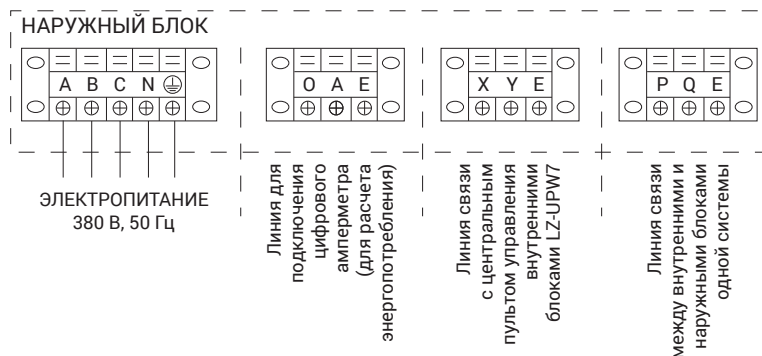 НАРУЖНЫЙ БЛОК
A B C N
O A E
X Y E
P Q E
ЭЛЕКТРОПИТАНИЕ
380 В, 50 Гц
Линия для
подключения
цифрового
амперметра
(для расчета
энергопотребления)
Линия связи
с центральным
пультом управления
внутренними
блоками LZ-UPW7
Линия связи
между внутренними и
наружными блоками
одной системы